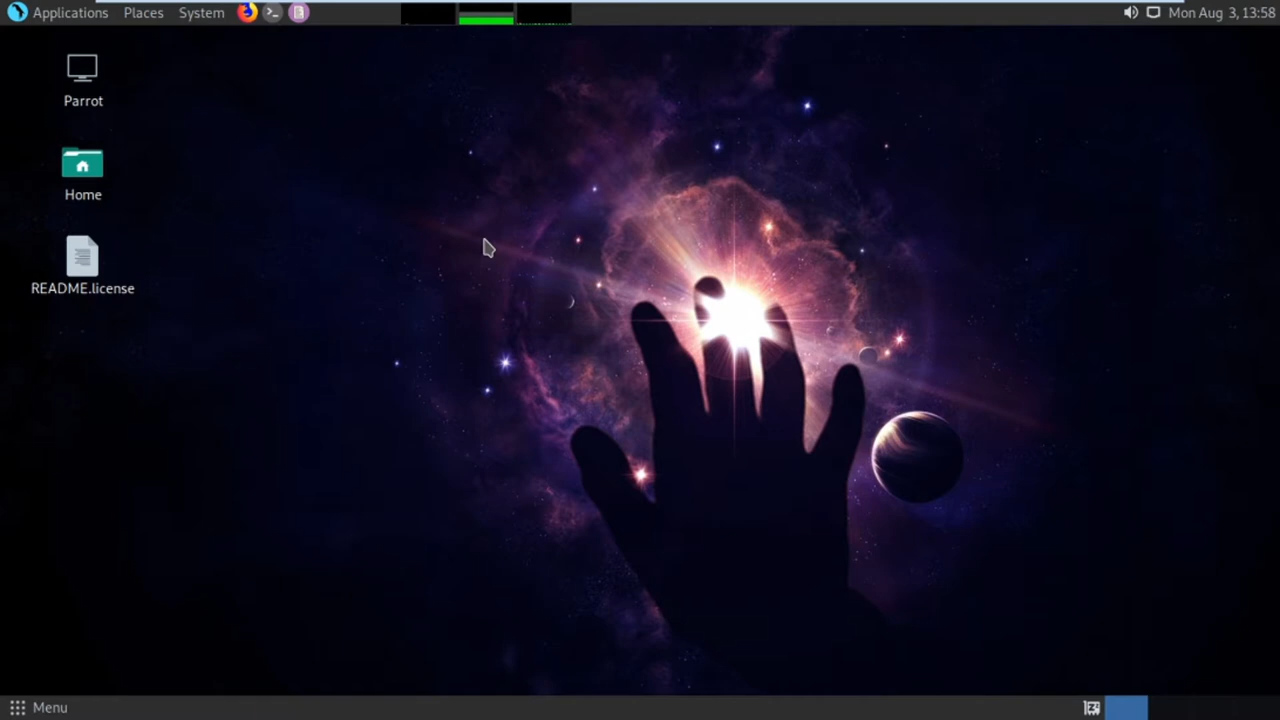 Applications Places System Mon Aug 3, 13:58
Parrot
Home
README.license
Menu